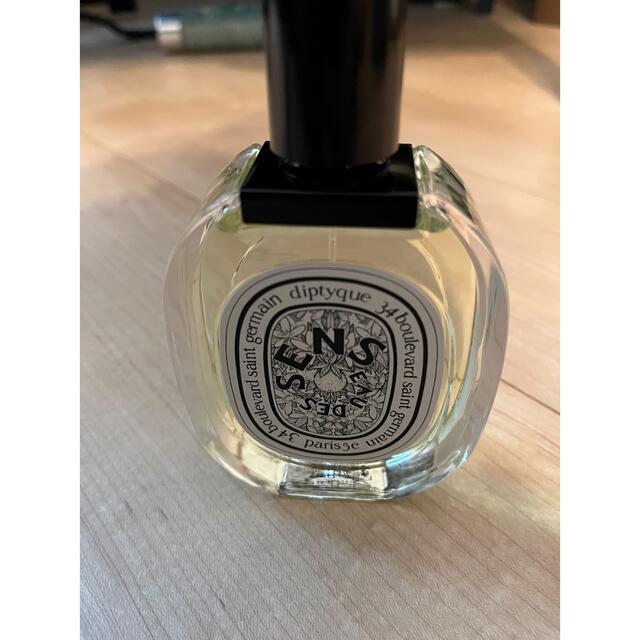 diptyque 34 boulevard saint germain paris5e 34 boulevard saint germain
EAU DES
SENS